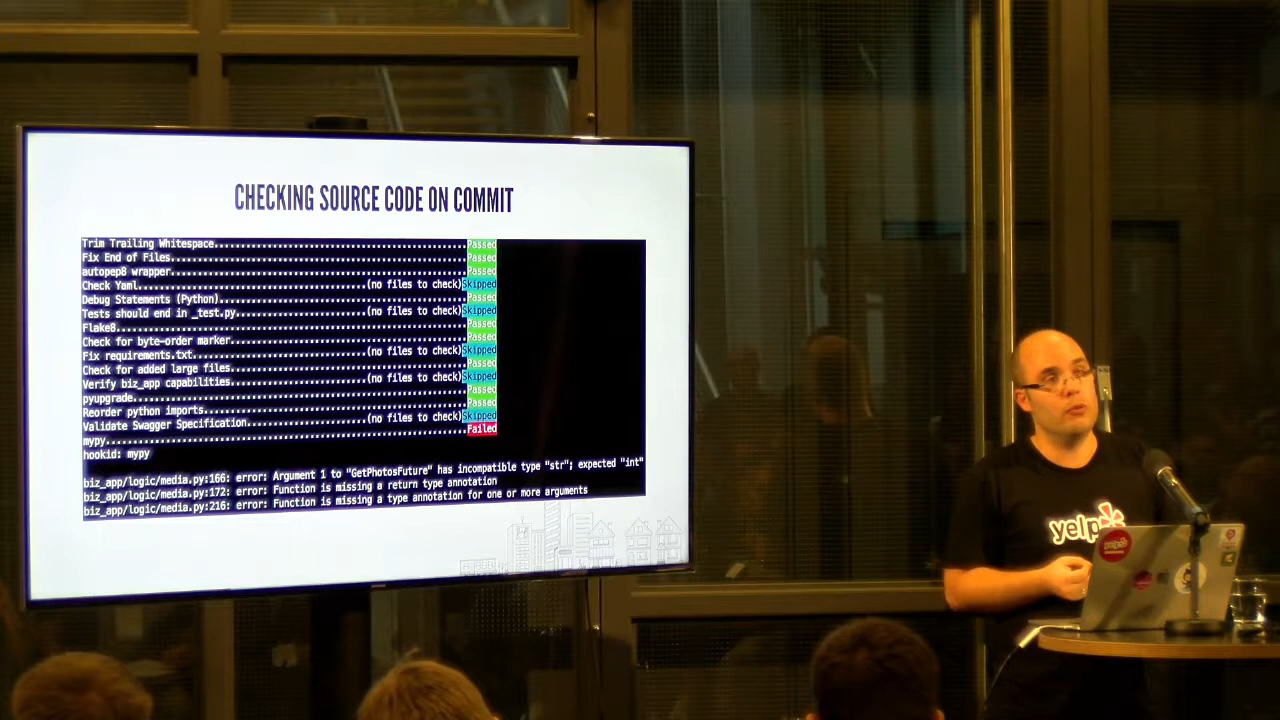 CHECKING SOURCE CODE ON COMMIT
Trim Trailing Whitespace................................................Passed
Fix End of Files........................................................Passed
autopep8 wrapper........................................................Passed
Check Yaml...........................................(no files to check)Skipped
Debug Statements (Python)...............................................Passed
Tests should end in _test.py.........................(no files to check)Skipped
Flake8..................................................................Passed
Check for byte-order marker.............................................Passed
Fix requirements.txt.................................(no files to check)Skipped
Check for added large files.............................................Passed
Verify biz_app capabilities..........................(no files to check)Skipped
pyupgrade...............................................................Passed
Reorder python imports..................................................Passed
Validate Swagger Specification.......................(no files to check)Skipped
mypy....................................................................Failed
hookid: mypy
biz_app/logic/media.py:166: error: Argument 1 to "GetPhotosFuture" has incompatible type "str"; expected "int"
biz_app/logic/media.py:172: error: Function is missing a return type annotation
biz_app/logic/media.py:216: error: Function is missing a type annotation for one or more arguments
yelp